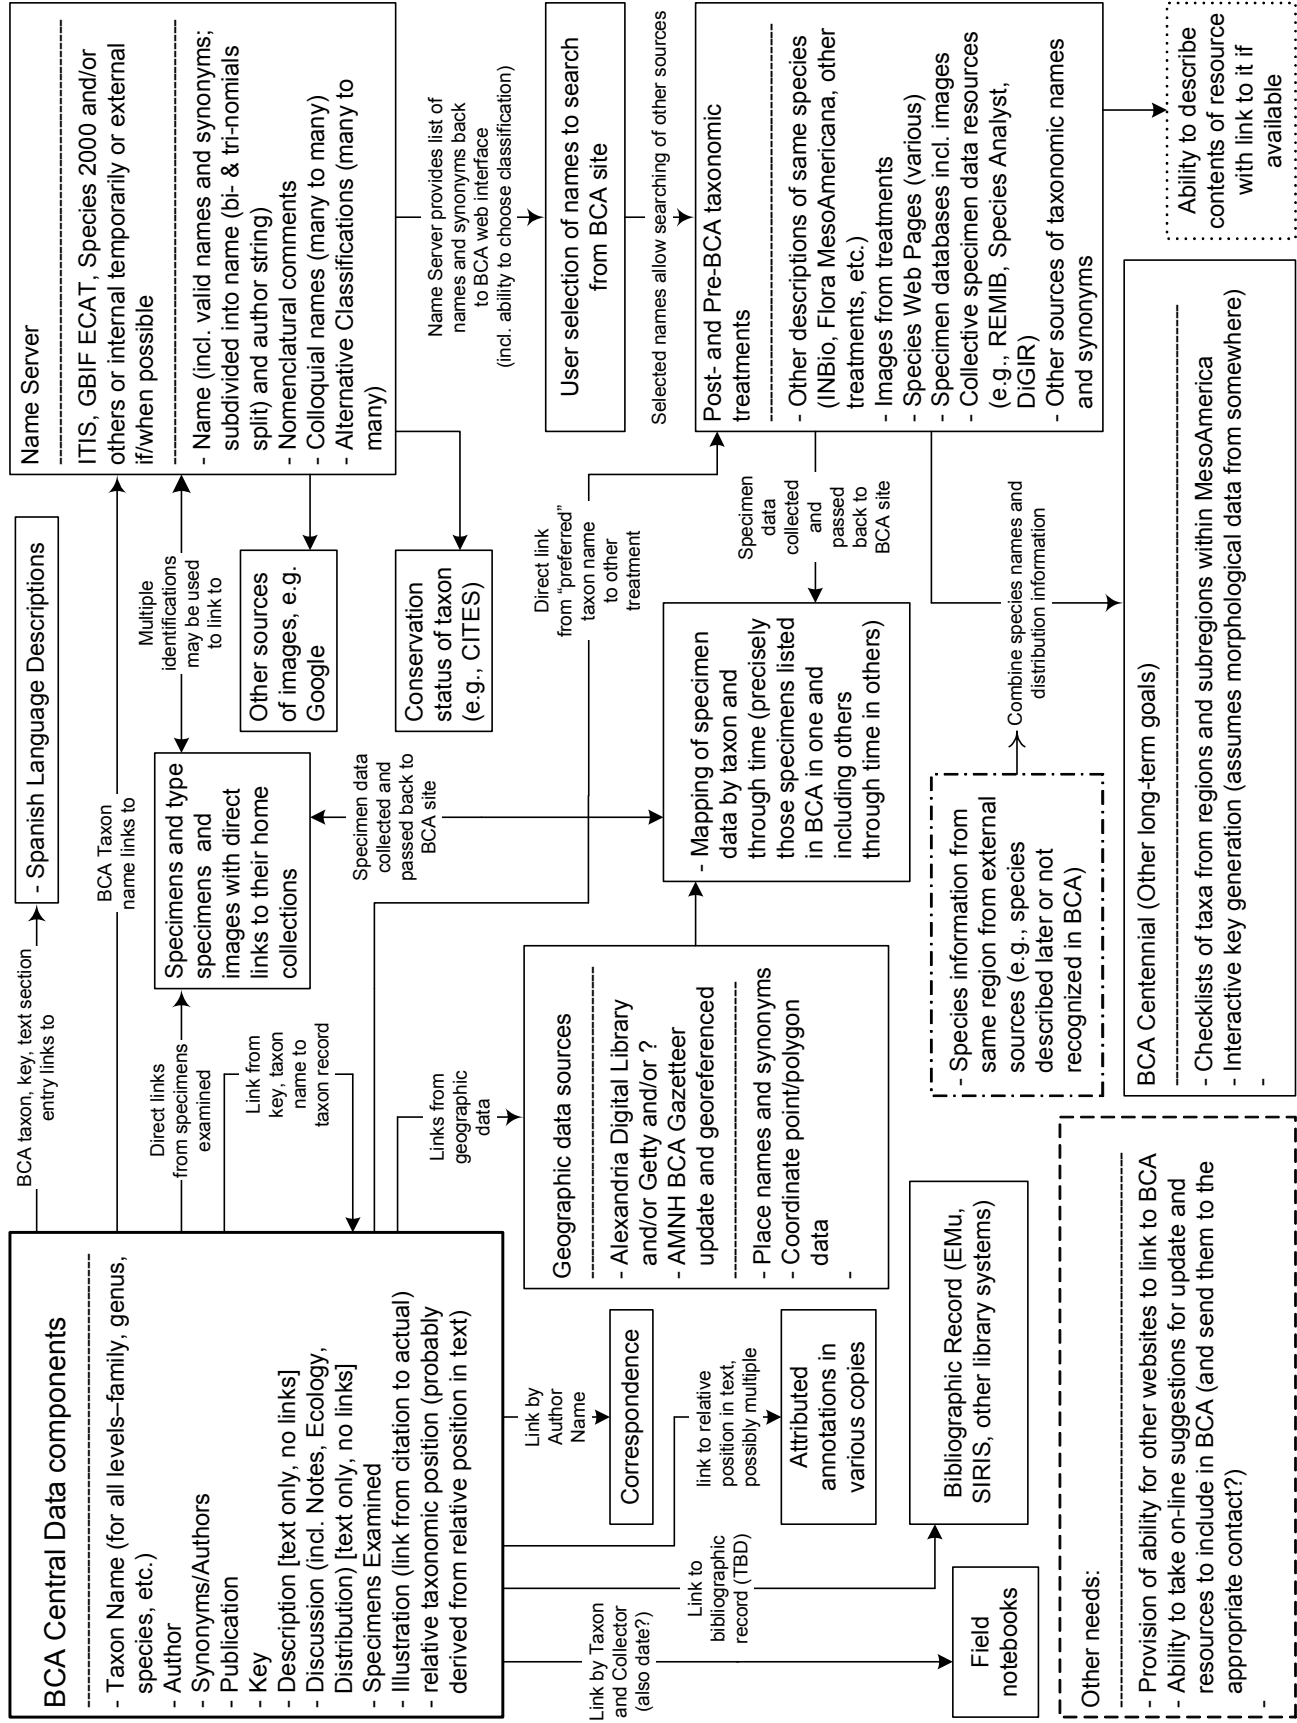 BCA Central Data components
- Taxon Name (for all levels–family, genus,
species, etc.)
- Author
- Synonyms/Authors
- Publication
- Key
- Description [text only, no links]
- Discussion (incl. Notes, Ecology,
Distribution) [text only, no links]
- Specimens Examined
- Illustration (link from citation to actual)
- relative taxonomic position (probably
derived from relative position in text)
BCA taxon, key, text section
entry links to
- Spanish Language Descriptions
BCA Taxon
name links to
Direct links
from specimens
examined
Specimens and type
specimens and
images with direct
links to their home
collections
Multiple
identifications
may be used
to link to
Name Server
ITIS, GBIF ECAT, Species 2000 and/or
others or internal temporarily or external
if/when possible
- Name (incl. valid names and synonyms;
subdivided into name (bi- & tri-nomials
split) and author string)
- Nomenclatural comments
- Colloquial names (many to many)
- Alternative Classifications (many to
many)
Other sources
of images, e.g.
Google
Conservation
status of taxon
(e.g., CITES)
Name Server provides list of
names and synonyms back
to BCA web interface
(incl. ability to choose classification)
User selection of names to search
from BCA site
Selected names allow searching of other sources
Link from
key, taxon
name to
taxon record
Links from
geographic
data
Specimen data
collected and
passed back to
BCA site
Direct link
from “preferred”
taxon name
to other
treatment
Post- and Pre-BCA taxonomic
treatments
- Other descriptions of same species
(INBio, Flora MesoAmericana, other
treatments, etc.)
- Images from treatments
- Species Web Pages (various)
- Specimen databases incl. images
- Collective specimen data resources
(e.g., REMIB, Species Analyst,
DiGIR)
- Other sources of taxonomic names
and synonyms
Geographic data sources
- Alexandria Digital Library
and/or Getty and/or ?
- AMNH BCA Gazetteer
update and georeferenced
- Place names and synonyms
- Coordinate point/polygon
data
-
- Mapping of specimen
data by taxon and
through time (precisely
those specimens listed
in BCA in one and
including others
through time in others)
Specimen
data
collected
and
passed
back to
BCA site
Link by
Author
Name
Correspondence
link to relative
position in text,
possibly multiple
Attributed
annotations in
various copies
Link to
bibliographic
record (TBD)
Bibliographic Record (EMu,
SIRIS, other library systems)
Link by Taxon
and Collector
(also date?)
Field
notebooks
- Species information from
same region from external
sources (e.g., species
described later or not
recognized in BCA)
Combine species names and
distribution information
Ability to describe
contents of resource
with link to it if
available
Other needs:
- Provision of ability for other websites to link to BCA
- Ability to take on-line suggestions for update and
resources to include in BCA (and send them to the
appropriate contact?)
-
BCA Centennial (Other long-term goals)
- Checklists of taxa from regions and subregions within MesoAmerica
- Interactive key generation (assumes morphological data from somewhere)
-